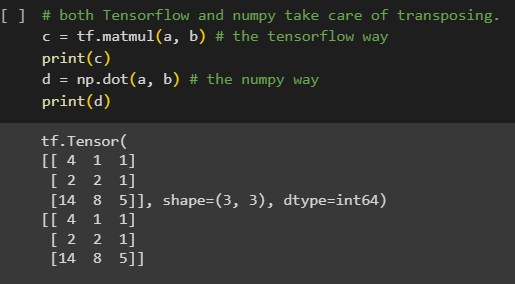 [ ] # both Tensorflow and numpy take care of transposing.
c = tf.matmul(a, b) # the tensorflow way
print(c)
d = np.dot(a, b) # the numpy way
print(d)
tf.Tensor(
[[ 4  1  1]
 [ 2  2  1]
 [14  8  5]], shape=(3, 3), dtype=int64)
[[ 4  1  1]
 [ 2  2  1]
 [14  8  5]]